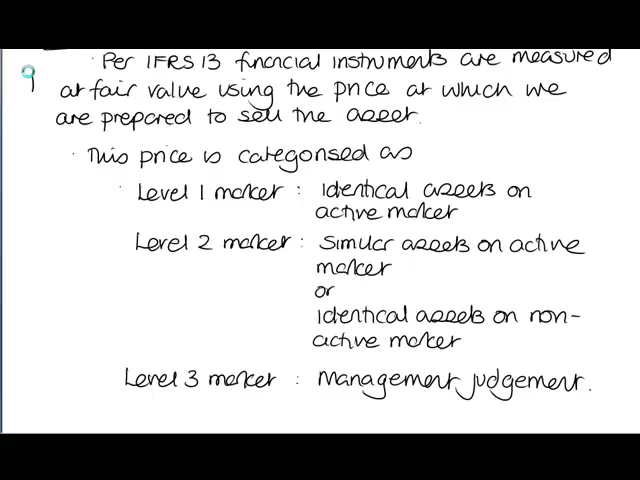 · Per IFRS 13 financial instruments are measured
at fair value using the price at which we
are prepared to sell the asset.
· This price is categorised as
· Level 1 market : Identical assets on
active market
Level 2 market : Similar assets on active
market
or
Identical assets on non-
active market
Level 3 market : Management judgement.